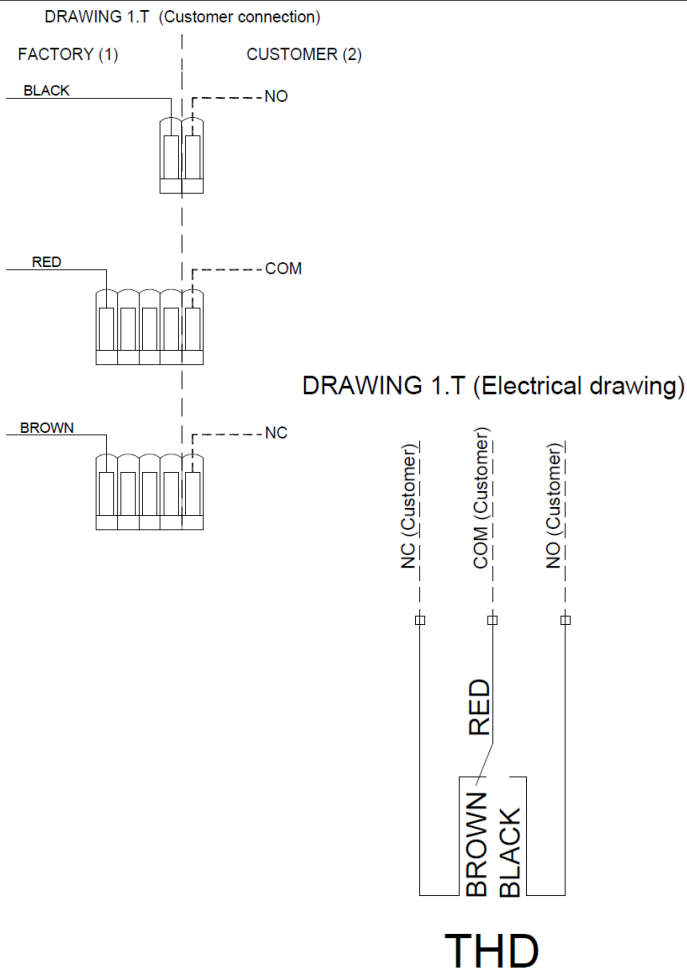 DRAWING 1.T (Customer connection)
FACTORY (1)
CUSTOMER (2)
BLACK
NO
RED
COM
BROWN
NC
DRAWING 1.T (Electrical drawing)
NC (Customer)
COM (Customer)
NO (Customer)
RED
BROWN
BLACK
THD